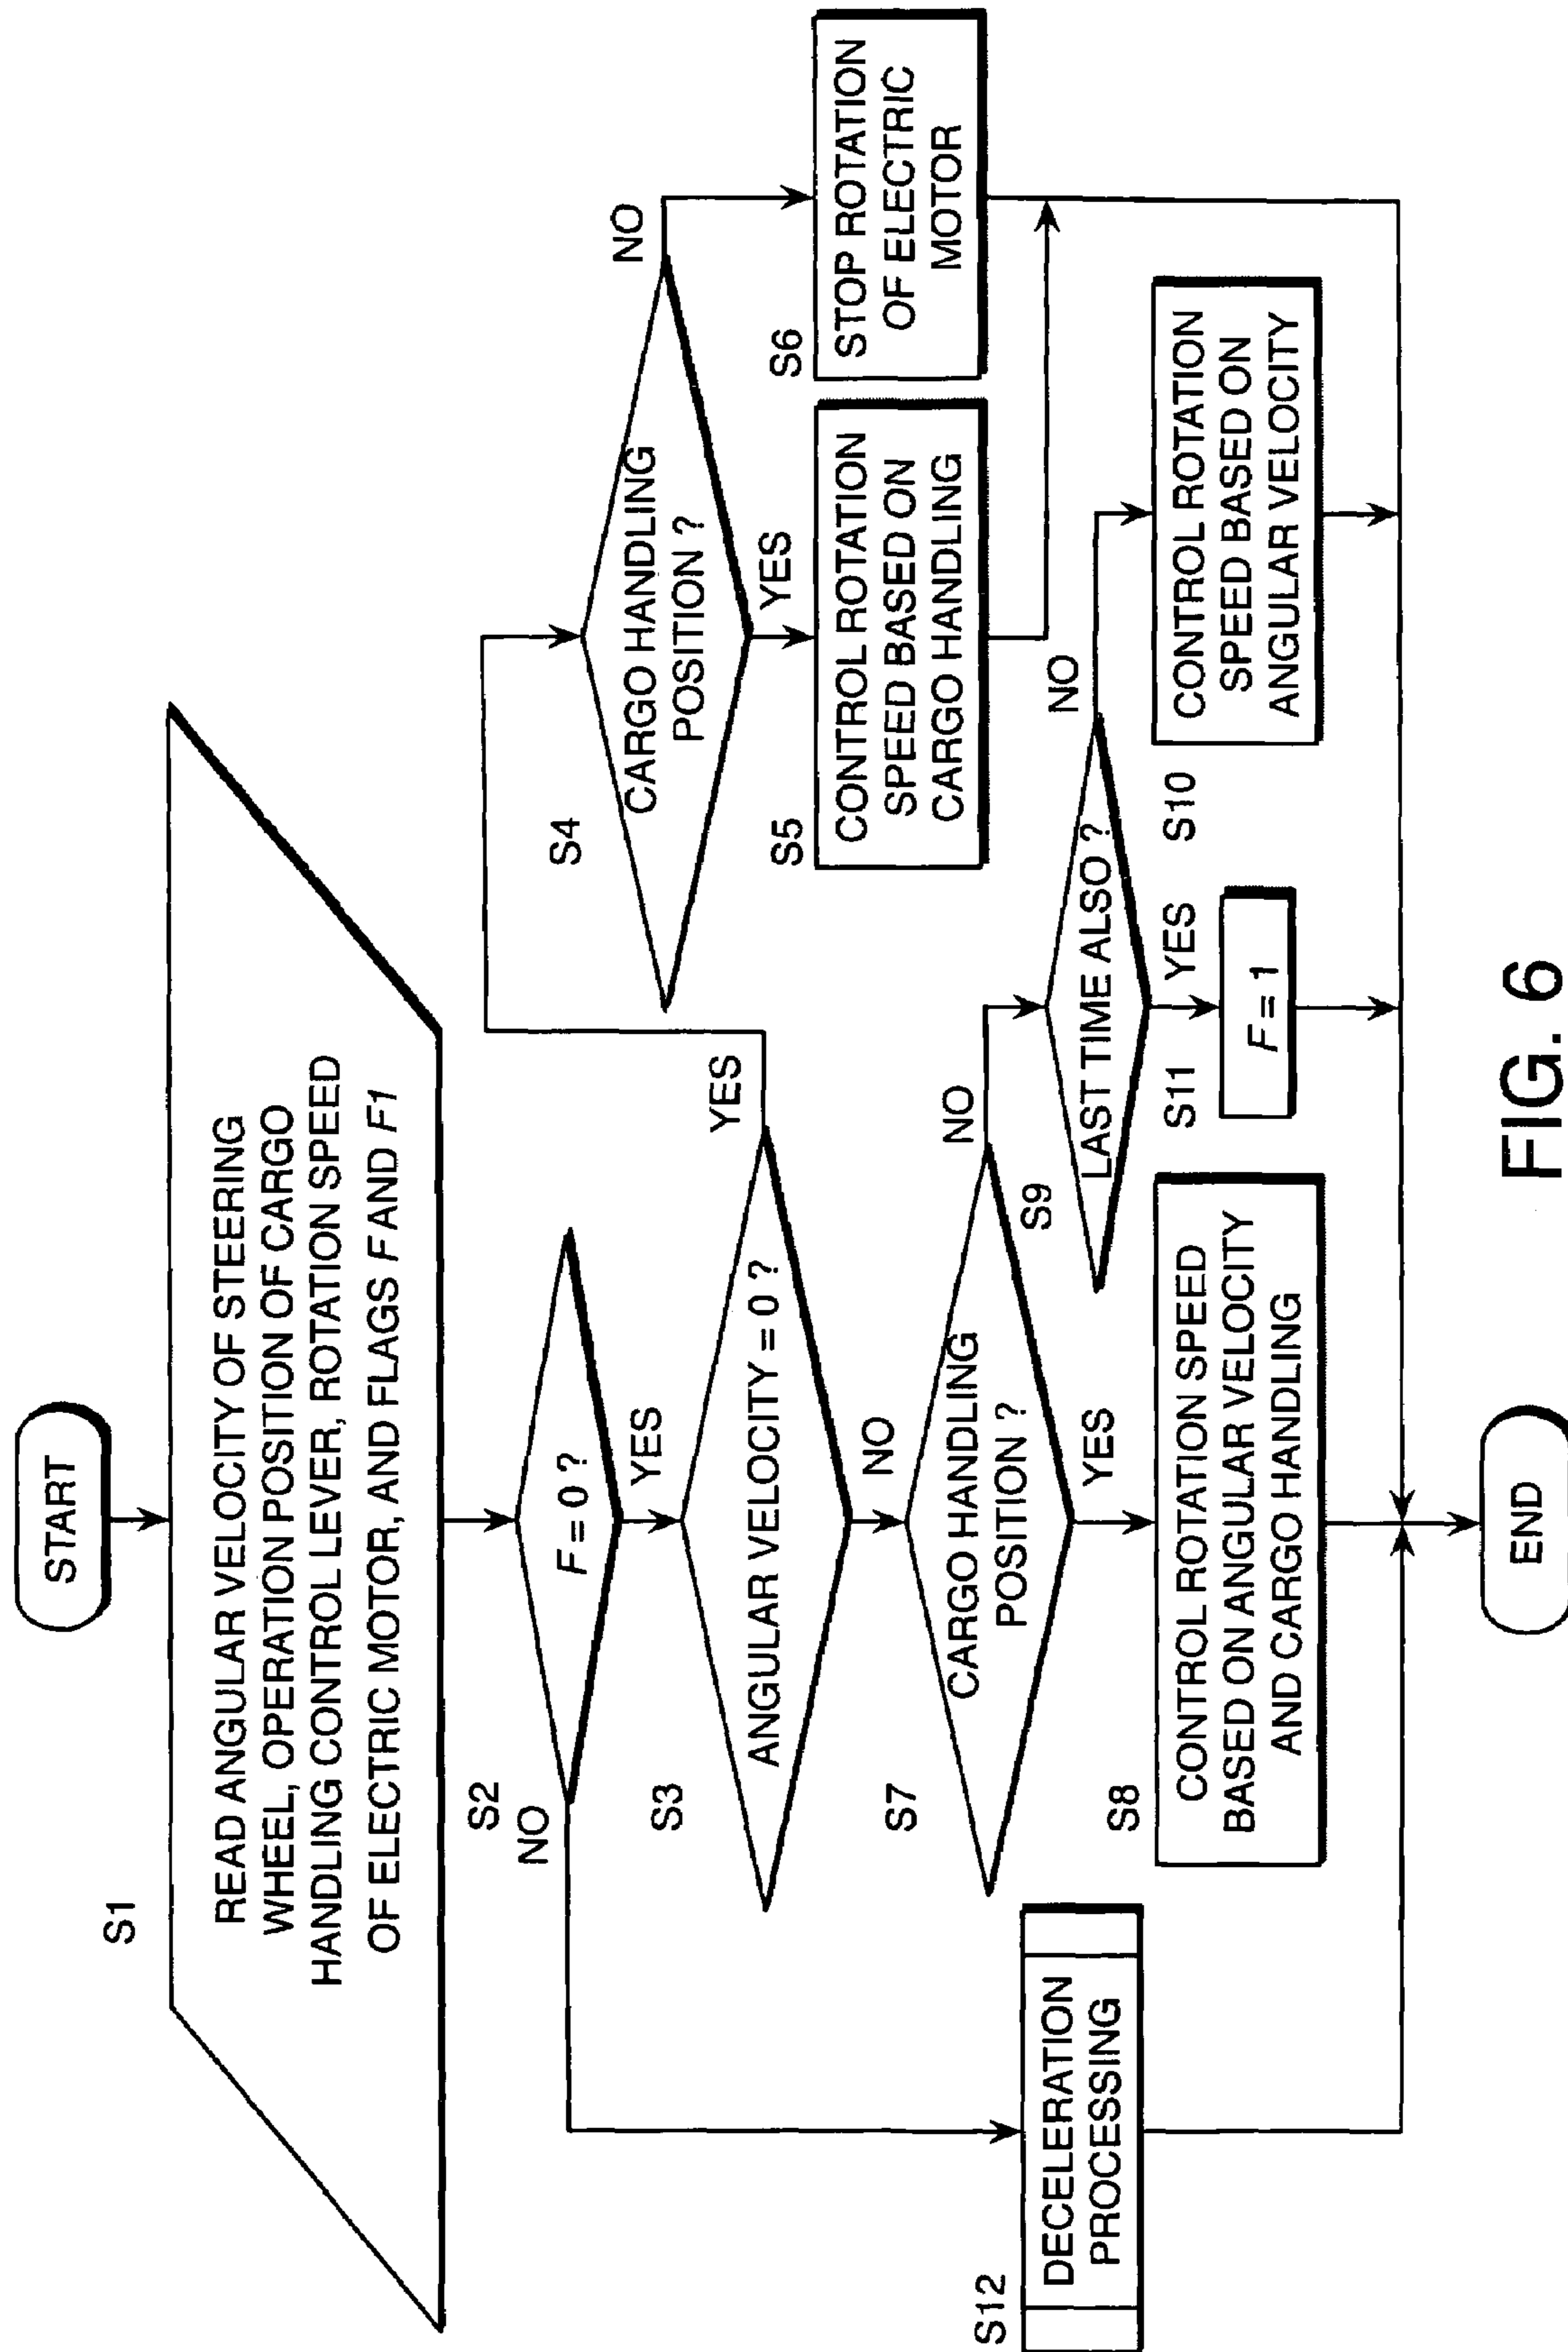 START
S1
READ ANGULAR VELOCITY OF STEERING
WHEEL, OPERATION POSITION OF CARGO
HANDLING CONTROL LEVER, ROTATION SPEED
OF ELECTRIC MOTOR, AND FLAGS F AND F1
S2
F = 0 ?
NO
YES
S3
ANGULAR VELOCITY = 0 ?
YES
NO
S4
CARGO HANDLING
POSITION ?
NO
YES
S5
CONTROL ROTATION
SPEED BASED ON
CARGO HANDLING
S6
STOP ROTATION
OF ELECTRIC
MOTOR
S7
CARGO HANDLING
POSITION ?
NO
YES
S8
CONTROL ROTATION SPEED
BASED ON ANGULAR VELOCITY
AND CARGO HANDLING
S9
LAST TIME ALSO ?
NO
YES
S10
CONTROL ROTATION
SPEED BASED ON
ANGULAR VELOCITY
S11
F = 1
S12
DECELERATION
PROCESSING
END
FIG. 6